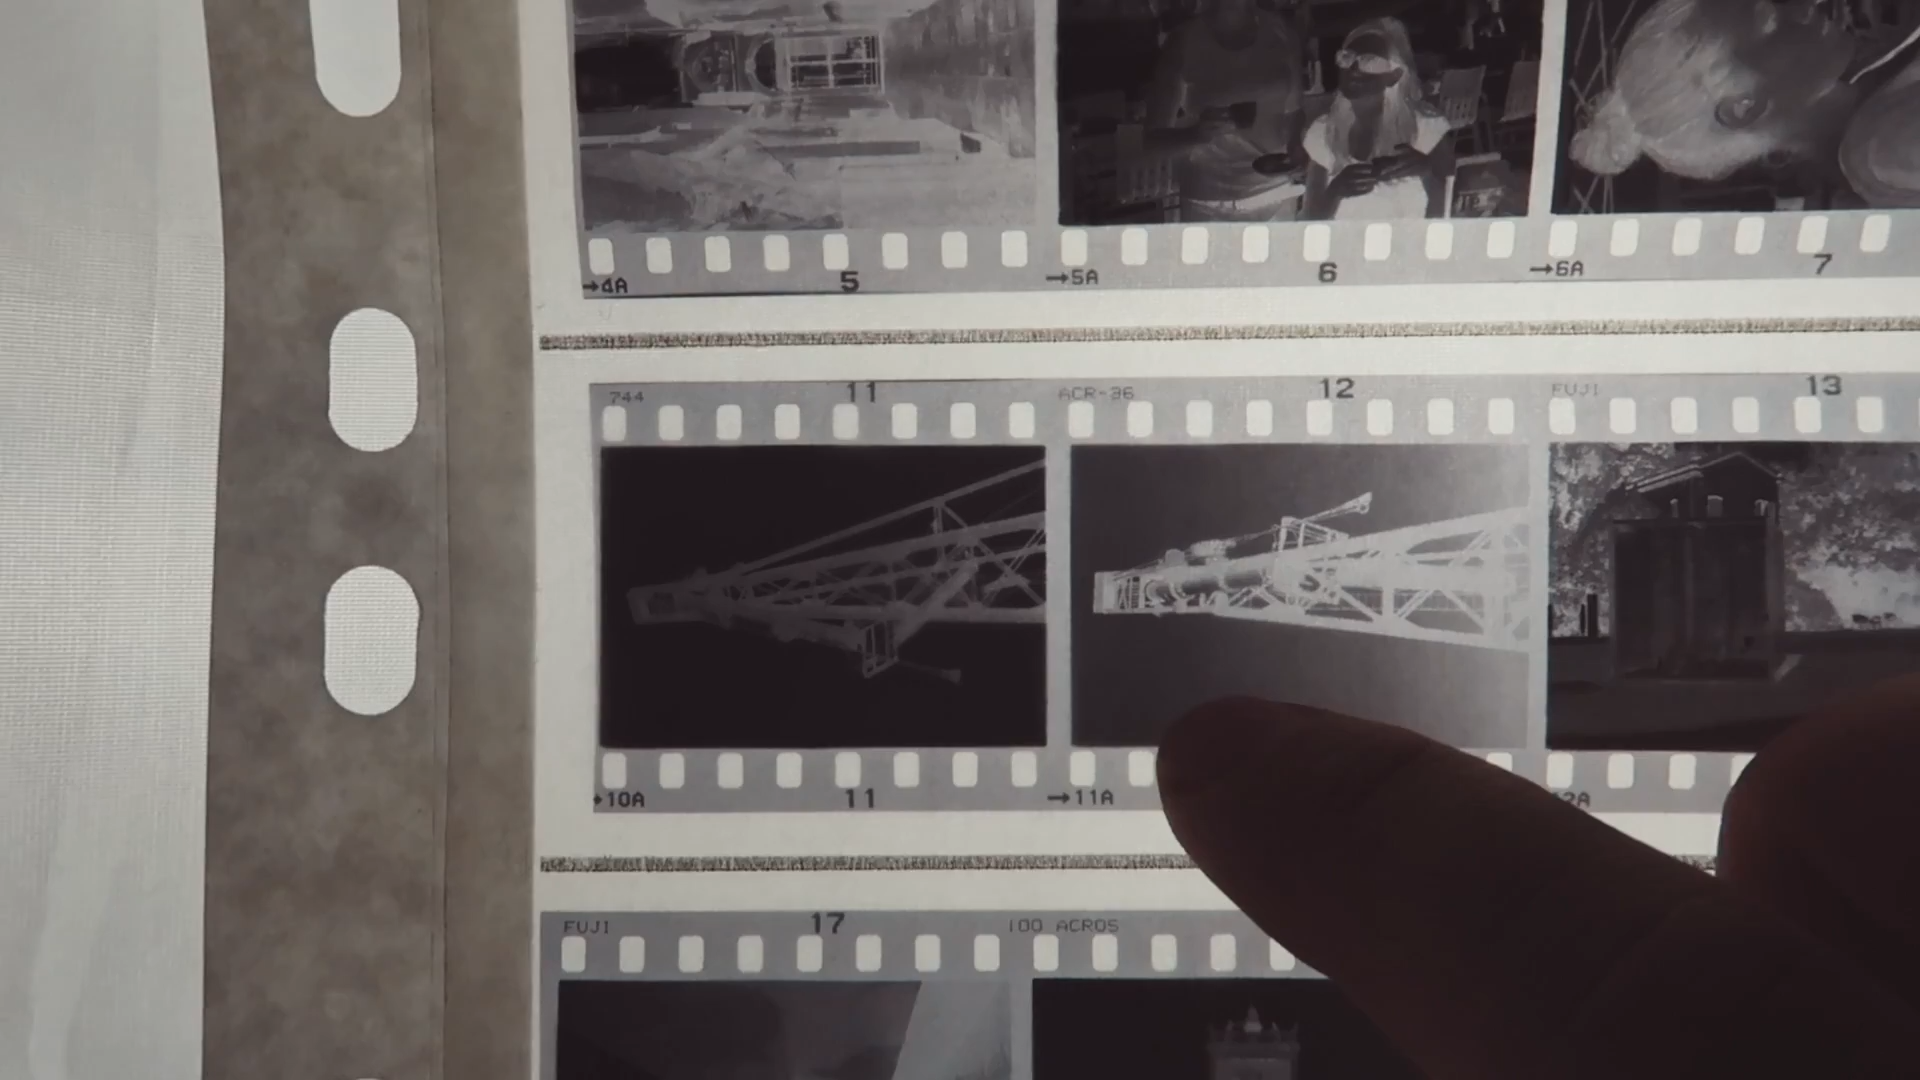 →4A 5 →5A 6 →6A 7
744 11 ACR-36 12 FUJI 13
→10A 11 →11A 12A
FUJI 17 100 ACROS